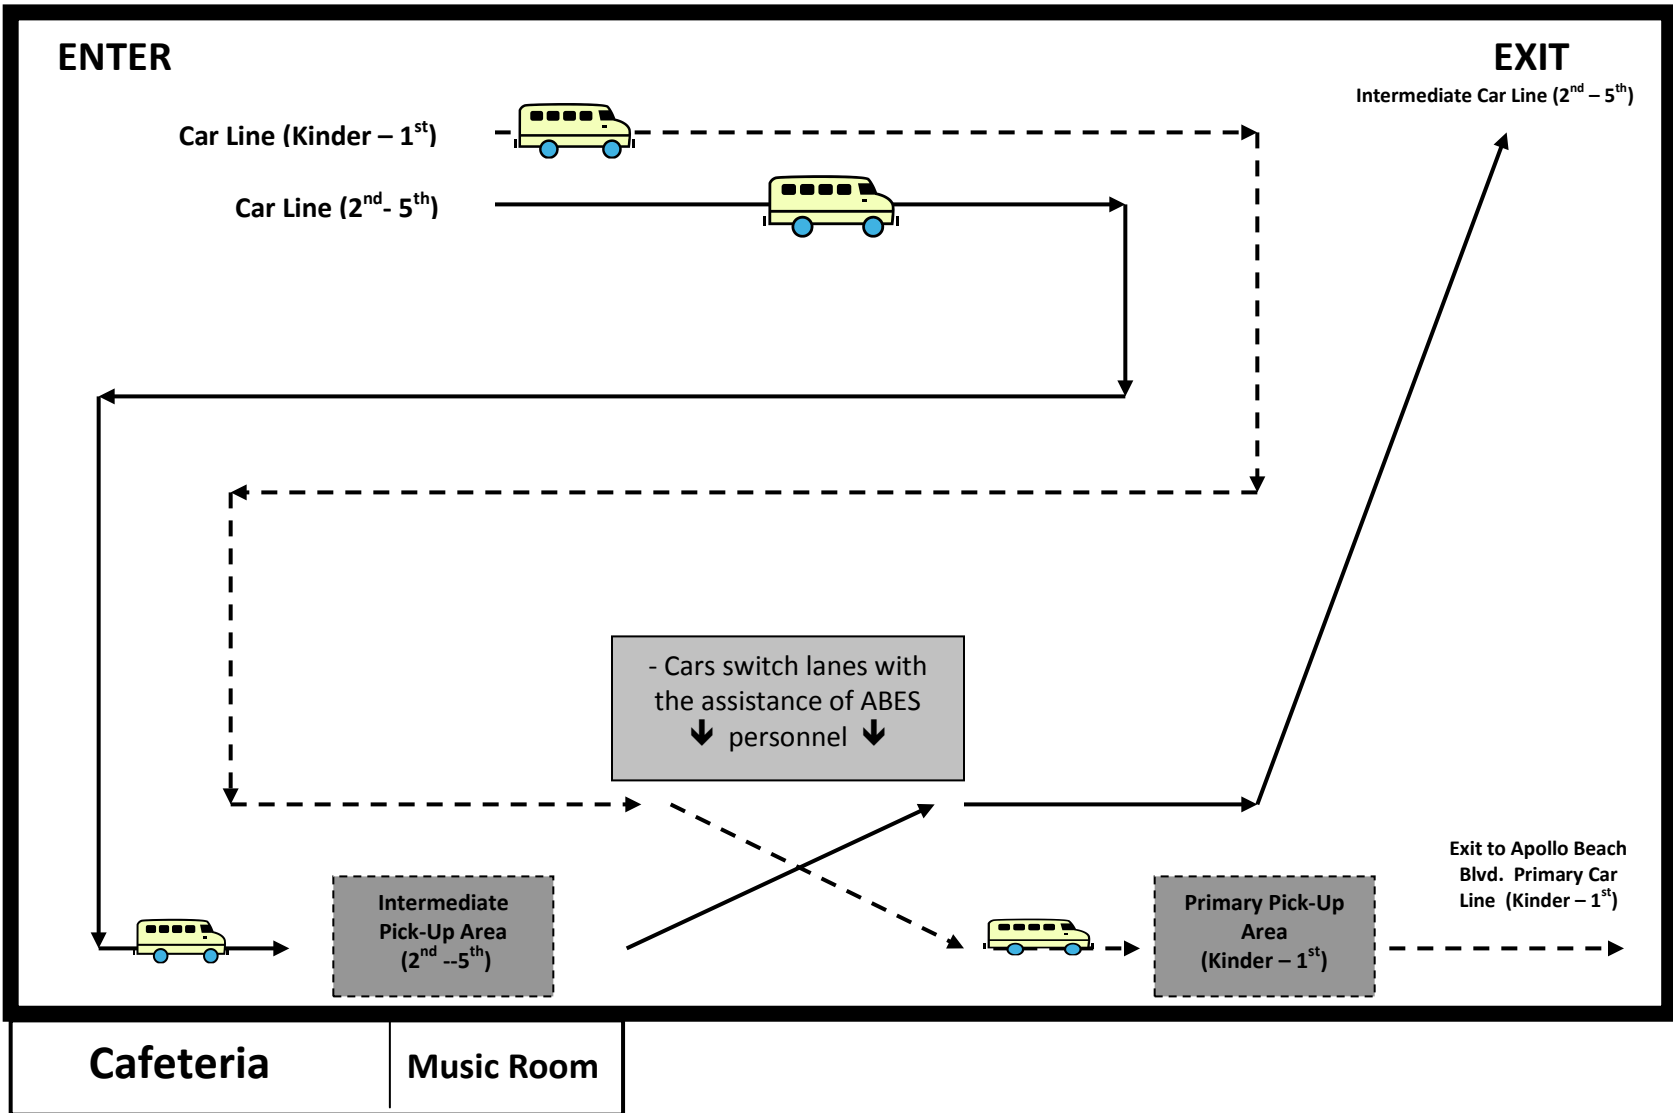 ENTER
EXIT
Intermediate Car Line (2nd – 5th)
Car Line (Kinder – 1st)
Car Line (2nd- 5th)
- Cars switch lanes with
the assistance of ABES
🡻 personnel 🡻
Intermediate
Pick-Up Area
(2nd --5th)
Primary Pick-Up
Area
(Kinder – 1st)
Exit to Apollo Beach
Blvd. Primary Car
Line (Kinder – 1st)
Cafeteria
Music Room